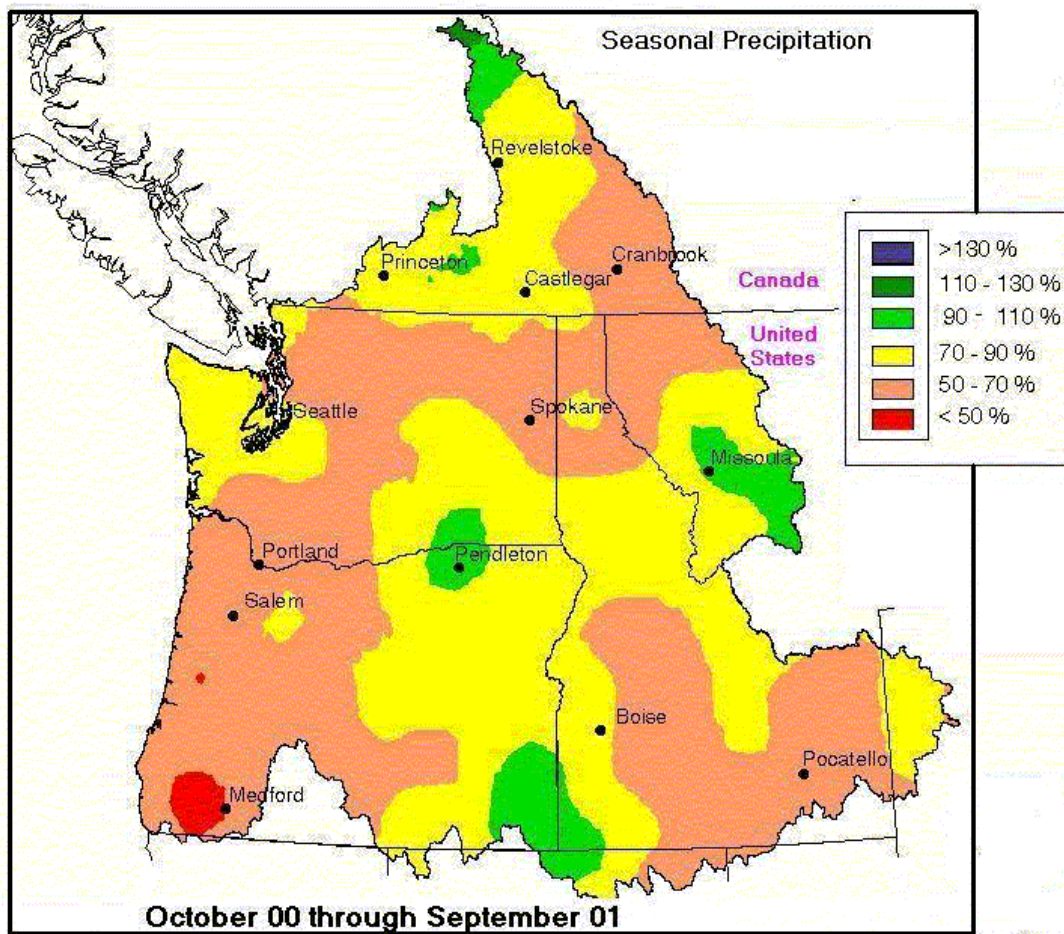 Seasonal Precipitation
Revelstoke
Princeton
Castlegar
Cranbrook
Canada
United
States
>130 %
110 - 130 %
90 - 110 %
70 - 90 %
50 - 70 %
< 50 %
Seattle
Spokane
Missoula
Portland
Pendleton
Salem
Boise
Pocatello
Medford
October 00 through September 01